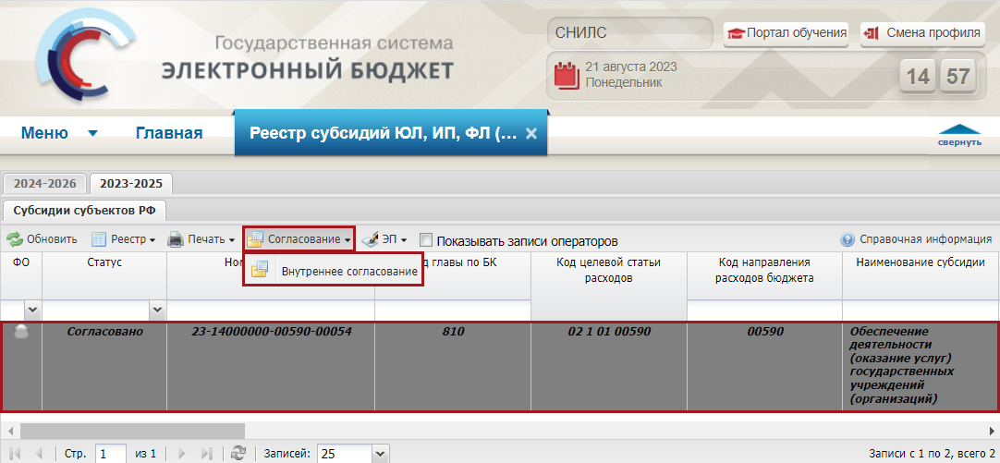 Государственная система
ЭЛЕКТРОННЫЙ БЮДЖЕТ
СНИЛС
Портал обучения
Смена профиля
21 августа 2023
Понедельник
14 57
Меню
Главная
Реестр субсидий ЮЛ, ИП, ФЛ (...
свернуть
2024-2026
2023-2025
Субсидии субъектов РФ
Обновить
Реестр
Печать
Согласование
ЭП
Показывать записи операторов
Справочная информация
Внутреннее согласование
ФО
Статус
главы по БК
Код целевой статьи
расходов
Код направления
расходов бюджета
Наименование субсидии
Согласовано
23-14000000-00590-00054
810
02 1 01 00590
00590
Обеспечение
деятельности
(оказание услуг)
государственных
учреждений
(организаций)
Стр. 1 из 1
Записей: 25
Записи с 1 по 2, всего 2